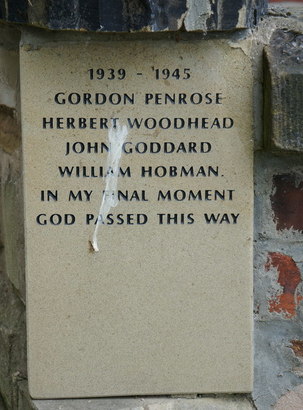 1939 - 1945
GORDON PENROSE
HERBERT WOODHEAD
JOHN GODDARD
WILLIAM HOBMAN.
IN MY FINAL MOMENT
GOD PASSED THIS WAY